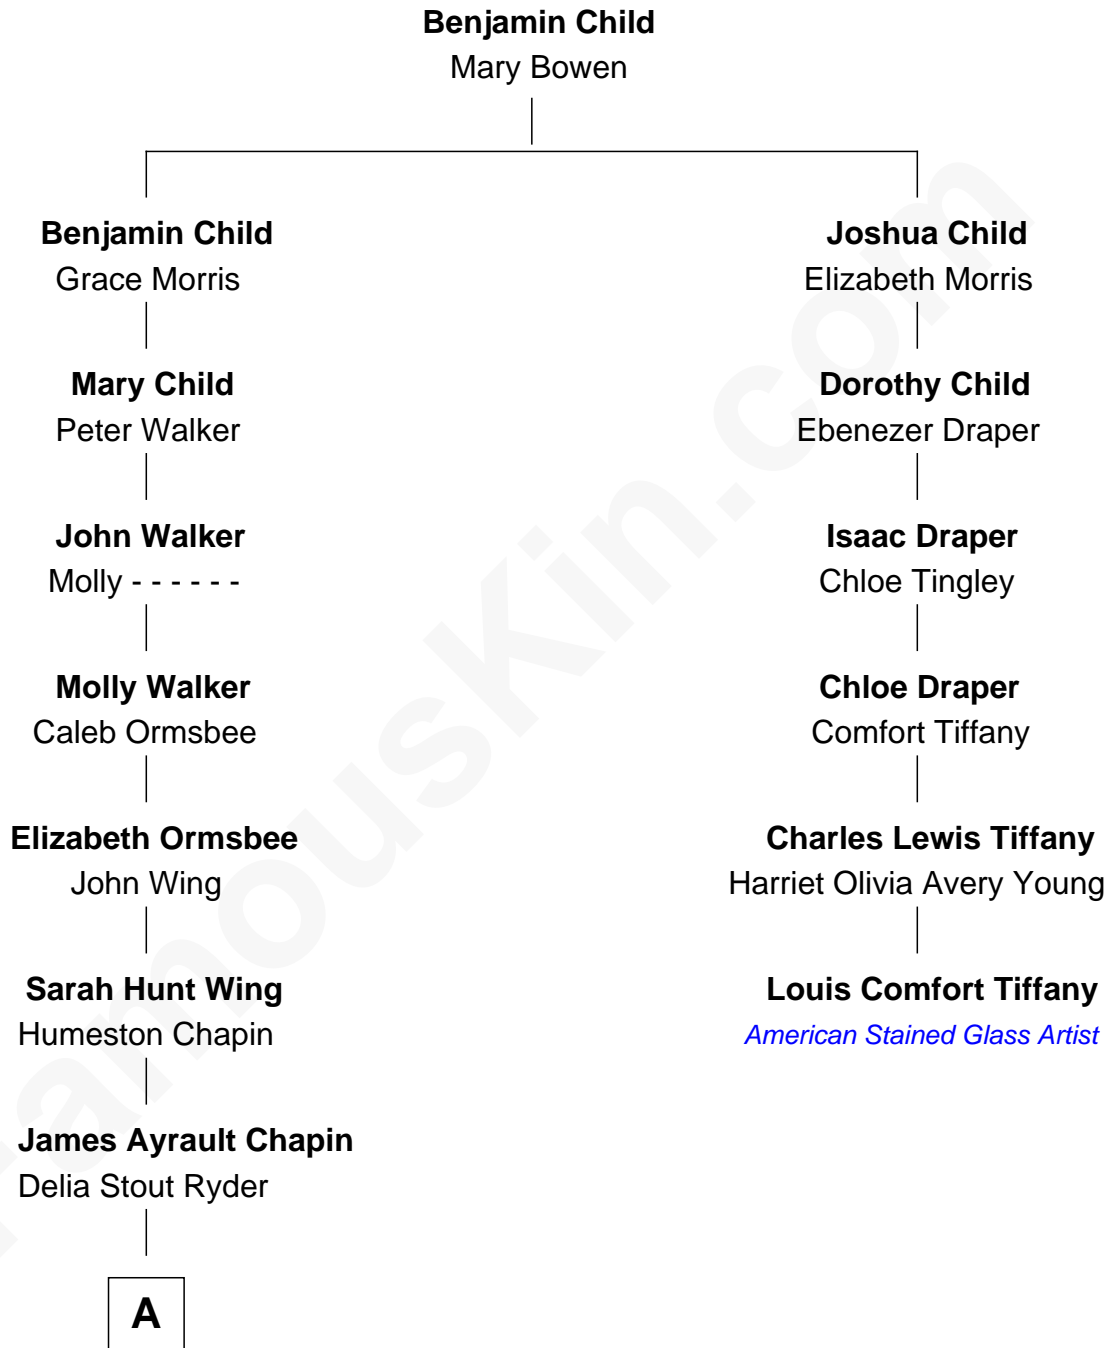 Benjamin Child
Mary Bowen
Benjamin Child
Grace Morris
Joshua Child
Elizabeth Morris
Mary Child
Peter Walker
Dorothy Child
Ebenezer Draper
John Walker
Molly - - - - - -
Isaac Draper
Chloe Tingley
Molly Walker
Caleb Ormsbee
Chloe Draper
Comfort Tiffany
Elizabeth Ormsbee
John Wing
Charles Lewis Tiffany
Harriet Olivia Avery Young
Sarah Hunt Wing
Humeston Chapin
Louis Comfort Tiffany
American Stained Glass Artist
James Ayrault Chapin
Delia Stout Ryder
A
FamousKin.com